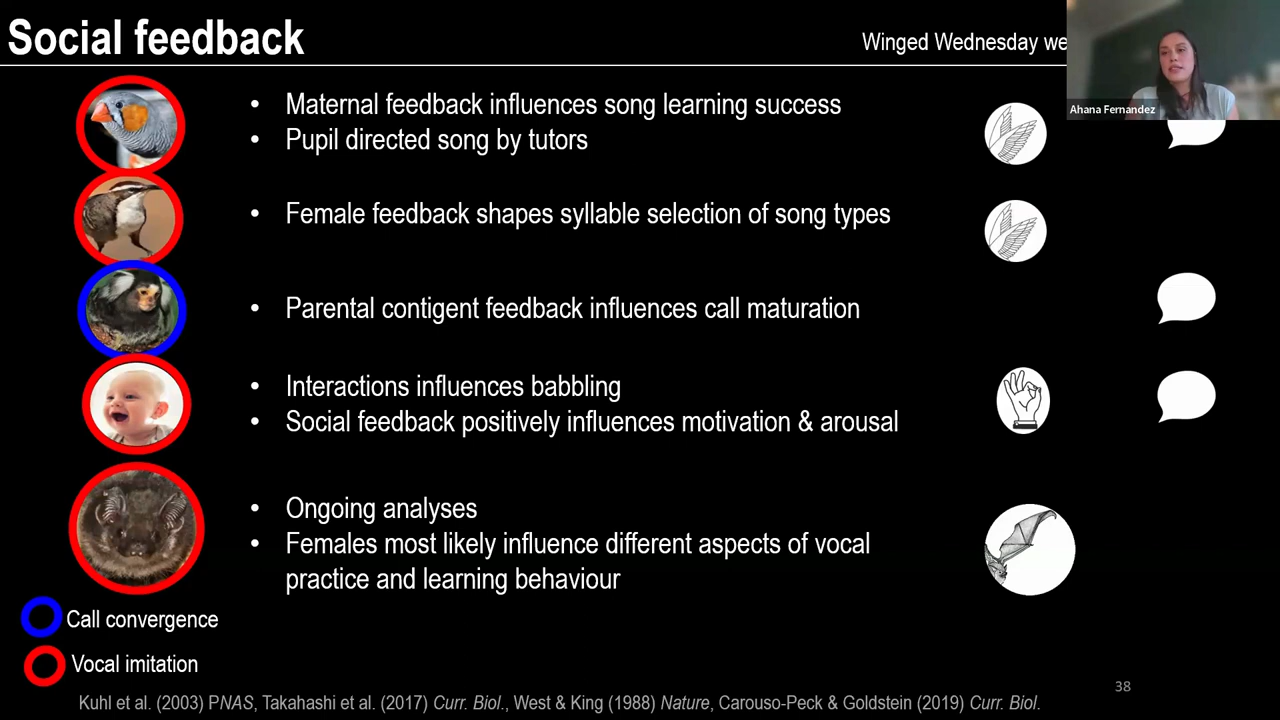 Social feedback
Winged Wednesday we
Ahana Fernandez
• Maternal feedback influences song learning success
• Pupil directed song by tutors
• Female feedback shapes syllable selection of song types
• Parental contigent feedback influences call maturation
• Interactions influences babbling
• Social feedback positively influences motivation & arousal
• Ongoing analyses
• Females most likely influence different aspects of vocal
practice and learning behaviour
Call convergence
Vocal imitation
38
Kuhl et al. (2003) PNAS, Takahashi et al. (2017) Curr. Biol., West & King (1988) Nature, Carouso-Peck & Goldstein (2019) Curr. Biol.